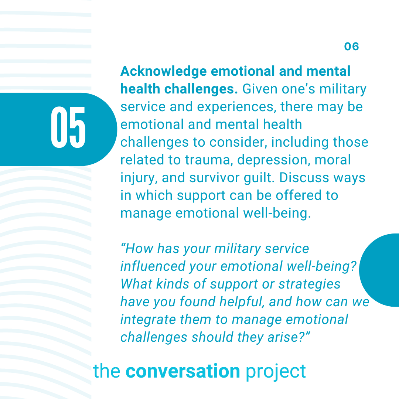 06
Acknowledge emotional and mental
health challenges. Given one's military
service and experiences, there may be
emotional and mental health
challenges to consider, including those
related to trauma, depression, moral
injury, and survivor guilt. Discuss ways
in which support can be offered to
manage emotional well-being.
05
"How has your military service
influenced your emotional well-being?
What kinds of support or strategies
have you found helpful, and how can we
integrate them to manage emotional
challenges should they arise?"
the conversation project